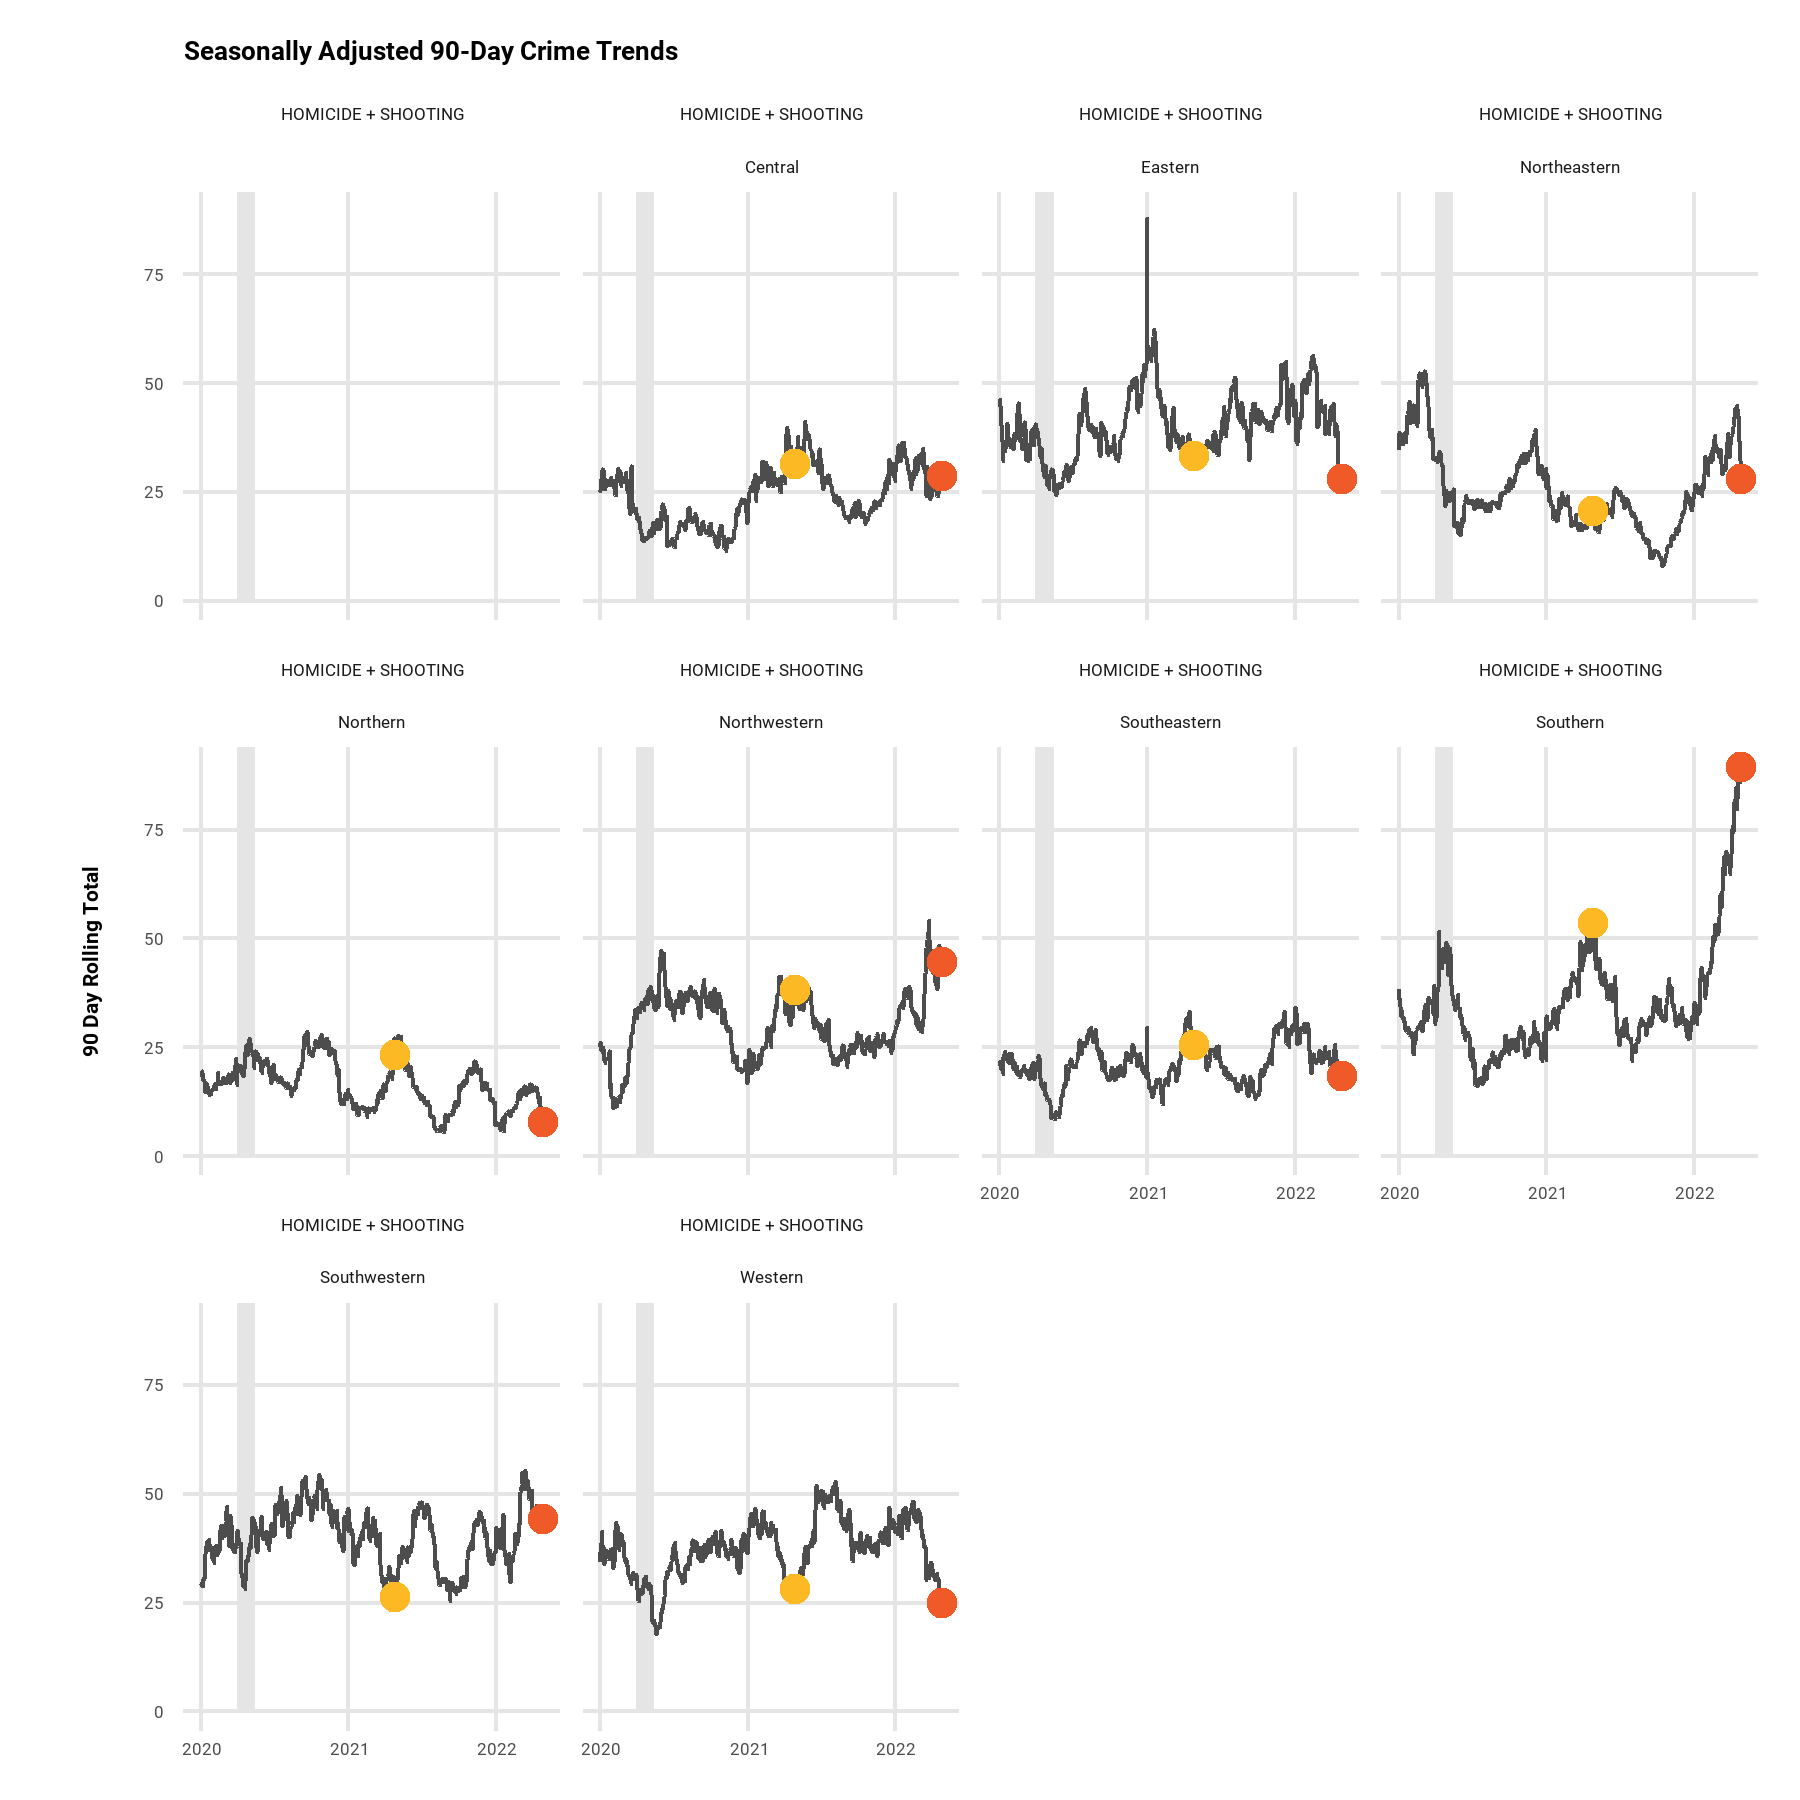 Seasonally Adjusted 90-Day Crime Trends
HOMICIDE + SHOOTING
HOMICIDE + SHOOTING
HOMICIDE + SHOOTING
HOMICIDE + SHOOTING
Central
Eastern
Northeastern
75
50
25
0
HOMICIDE + SHOOTING
HOMICIDE + SHOOTING
HOMICIDE + SHOOTING
HOMICIDE + SHOOTING
Northern
Northwestern
Southeastern
Southern
75
50
25
0
90 Day Rolling Total
2020
2021
2022
2020
2021
2022
HOMICIDE + SHOOTING
HOMICIDE + SHOOTING
Southwestern
Western
75
50
25
0
2020
2021
2022
2020
2021
2022